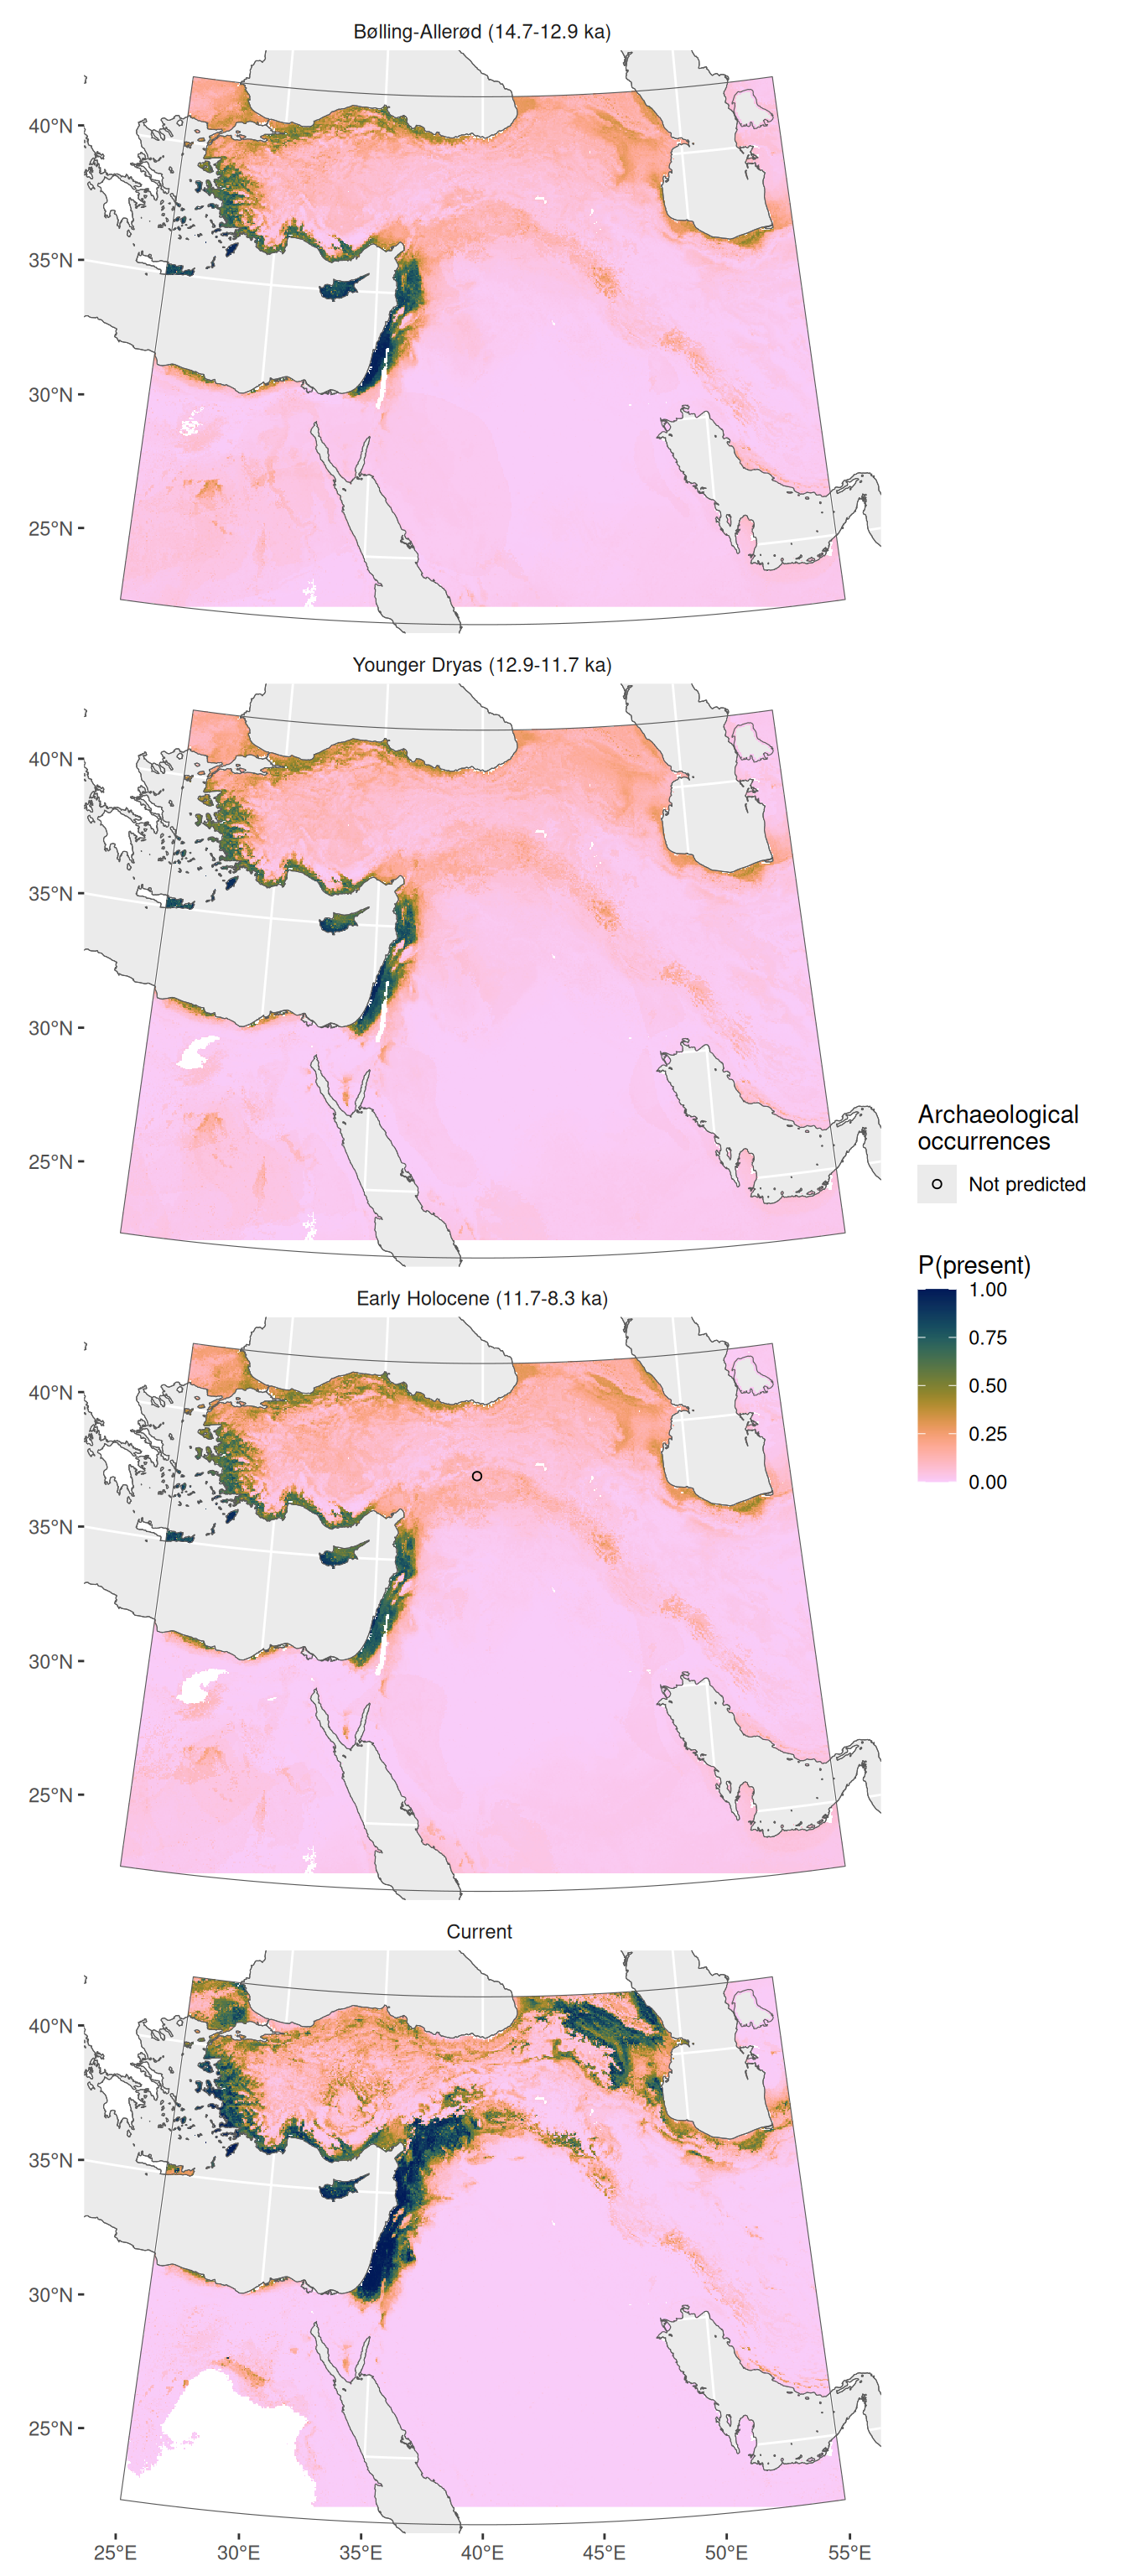 Bølling-Allerød (14.7-12.9 ka)
40°N
35°N
30°N
25°N
Younger Dryas (12.9-11.7 ka)
40°N
35°N
30°N
25°N
Archaeological
occurrences
Not predicted
P(present)
1.00
0.75
0.50
0.25
0.00
Early Holocene (11.7-8.3 ka)
40°N
35°N
30°N
25°N
Current
40°N
35°N
30°N
25°N
25°E 30°E 35°E 40°E 45°E 50°E 55°E